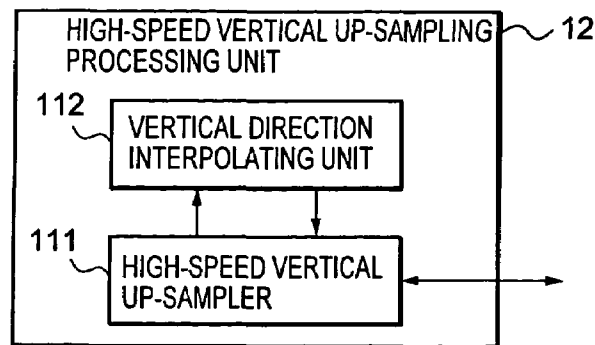 HIGH-SPEED VERTICAL UP-SAMPLING
PROCESSING UNIT
12
112
VERTICAL DIRECTION
INTERPOLATING UNIT
111
HIGH-SPEED VERTICAL
UP-SAMPLER